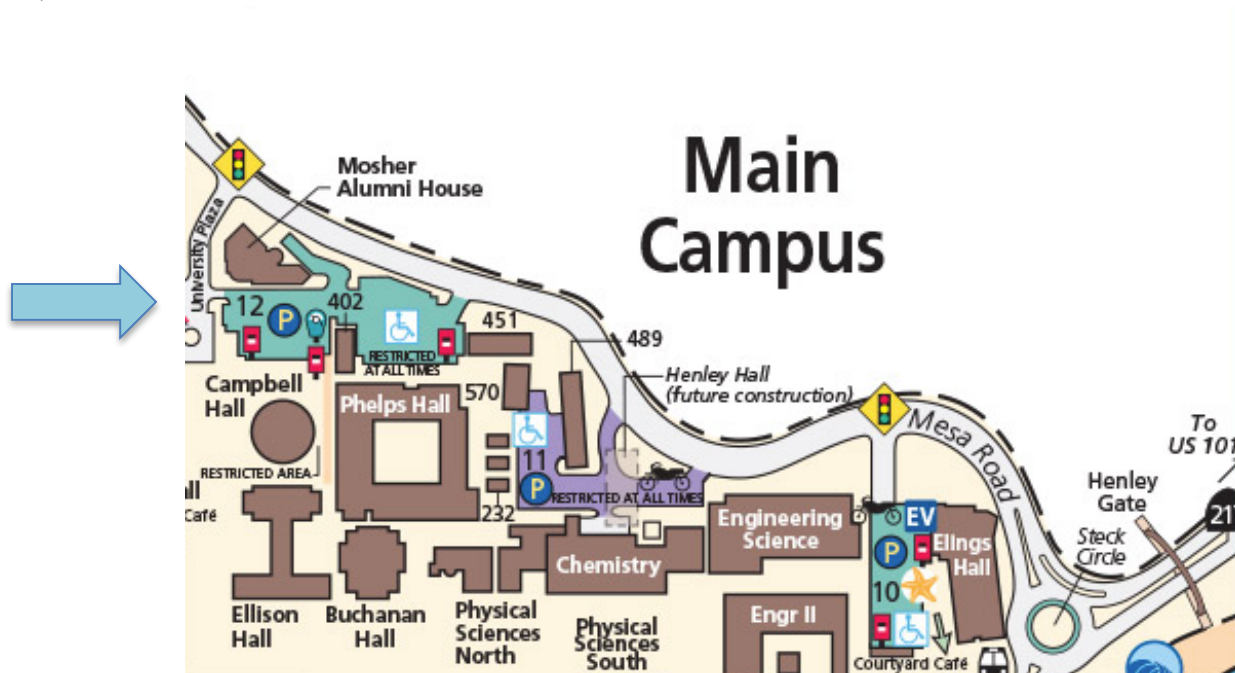 Main
Campus
Mosher
Alumni House
University Plaza
12
P
402
451
489
RESTRICTED
AT ALL TIMES
Henley Hall
(future construction)
Campbell
Hall
Phelps Hall
570
Mesa Road
To
US 101
RESTRICTED AREA
11
P
RESTRICTED AT ALL TIMES
232
Henley
Gate
217
Café
Engineering
Science
EV
Steck
Circle
Chemistry
P
Elings
Hall
10
Ellison
Hall
Buchanan
Hall
Physical
Sciences
North
Physical
Sciences
South
Engr II
Courtyard Café